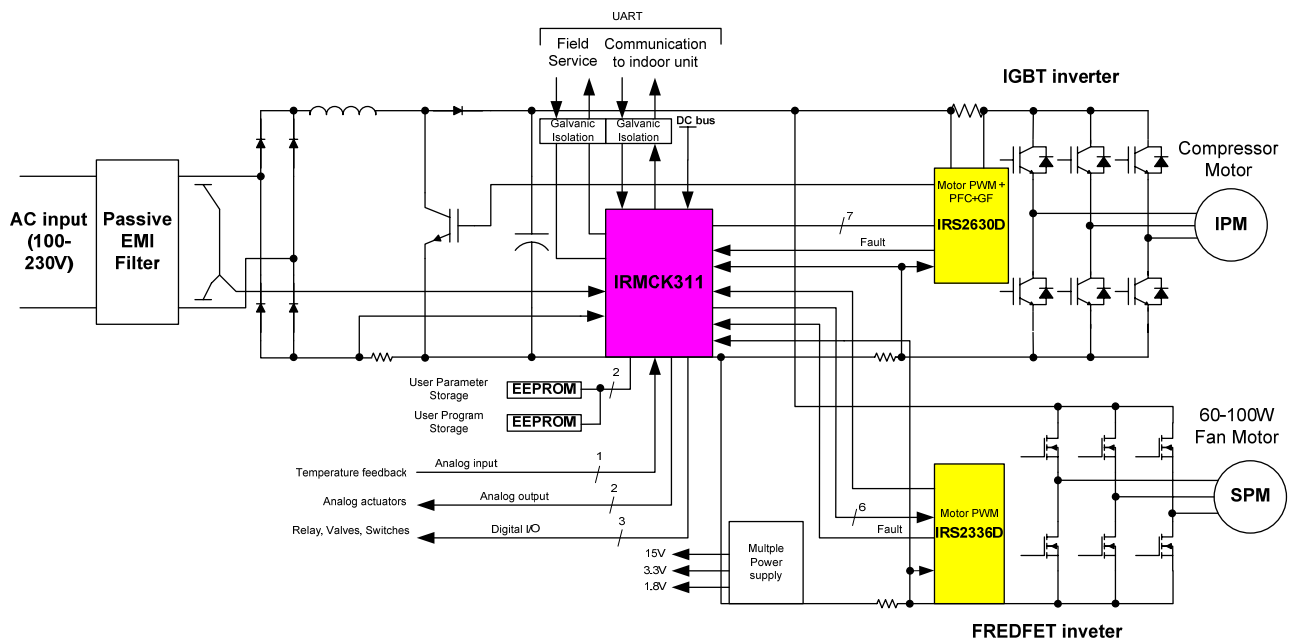 UART
Field
Service
Communication
to indoor unit
IGBT inverter
Galvanic
Isolation
Galvanic
Isolation
DC bus
Compressor
Motor
AC input
(100-
230V)
Passive
EMI
Filter
Motor PWM +
PFC+GF
IRS2630D
7
Fault
IPM
IRMCK311
User Parameter
Storage
EEPROM
2
User Program
Storage
EEPROM
60-100W
Fan Motor
Temperature feedback
Analog input
1
Analog actuators
Analog output
2
Relay, Valves, Switches
Digital I/O
3
6
Fault
Motor PWM
IRS2336D
SPM
15V
3.3V
1.8V
Multple
Power
supply
FREDFET inveter